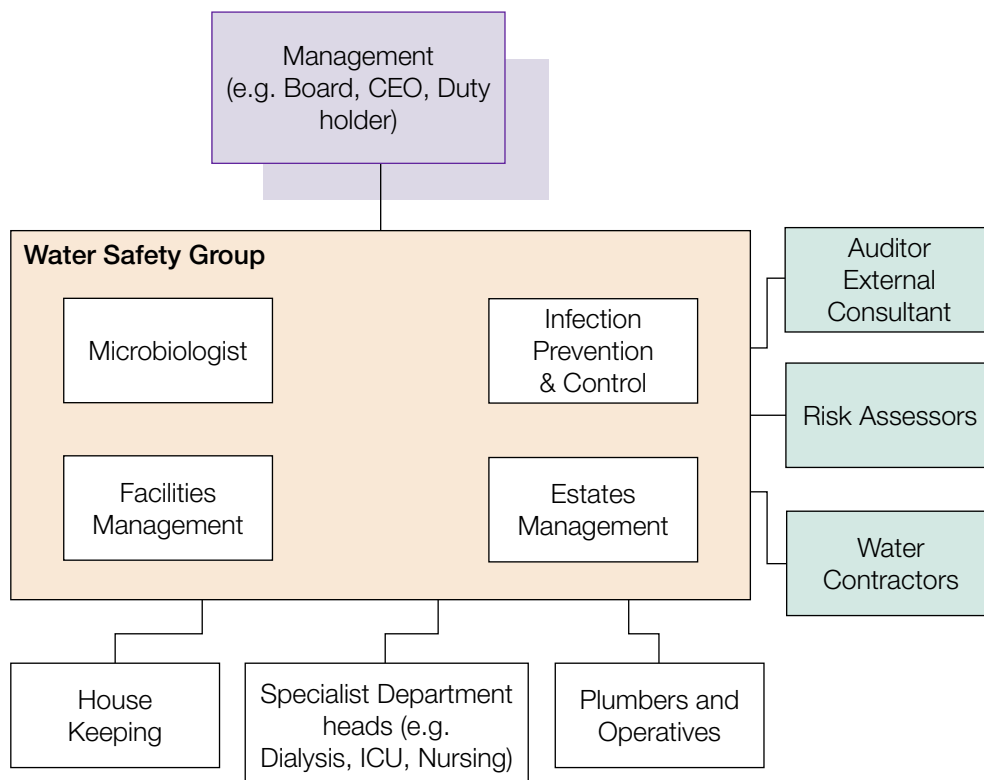 Management
(e.g. Board, CEO, Duty
holder)
Water Safety Group
Microbiologist
Infection
Prevention
& Control
Facilities
Management
Estates
Management
Auditor
External
Consultant
Risk Assessors
Water
Contractors
House
Keeping
Specialist Department
heads (e.g.
Dialysis, ICU, Nursing)
Plumbers and
Operatives